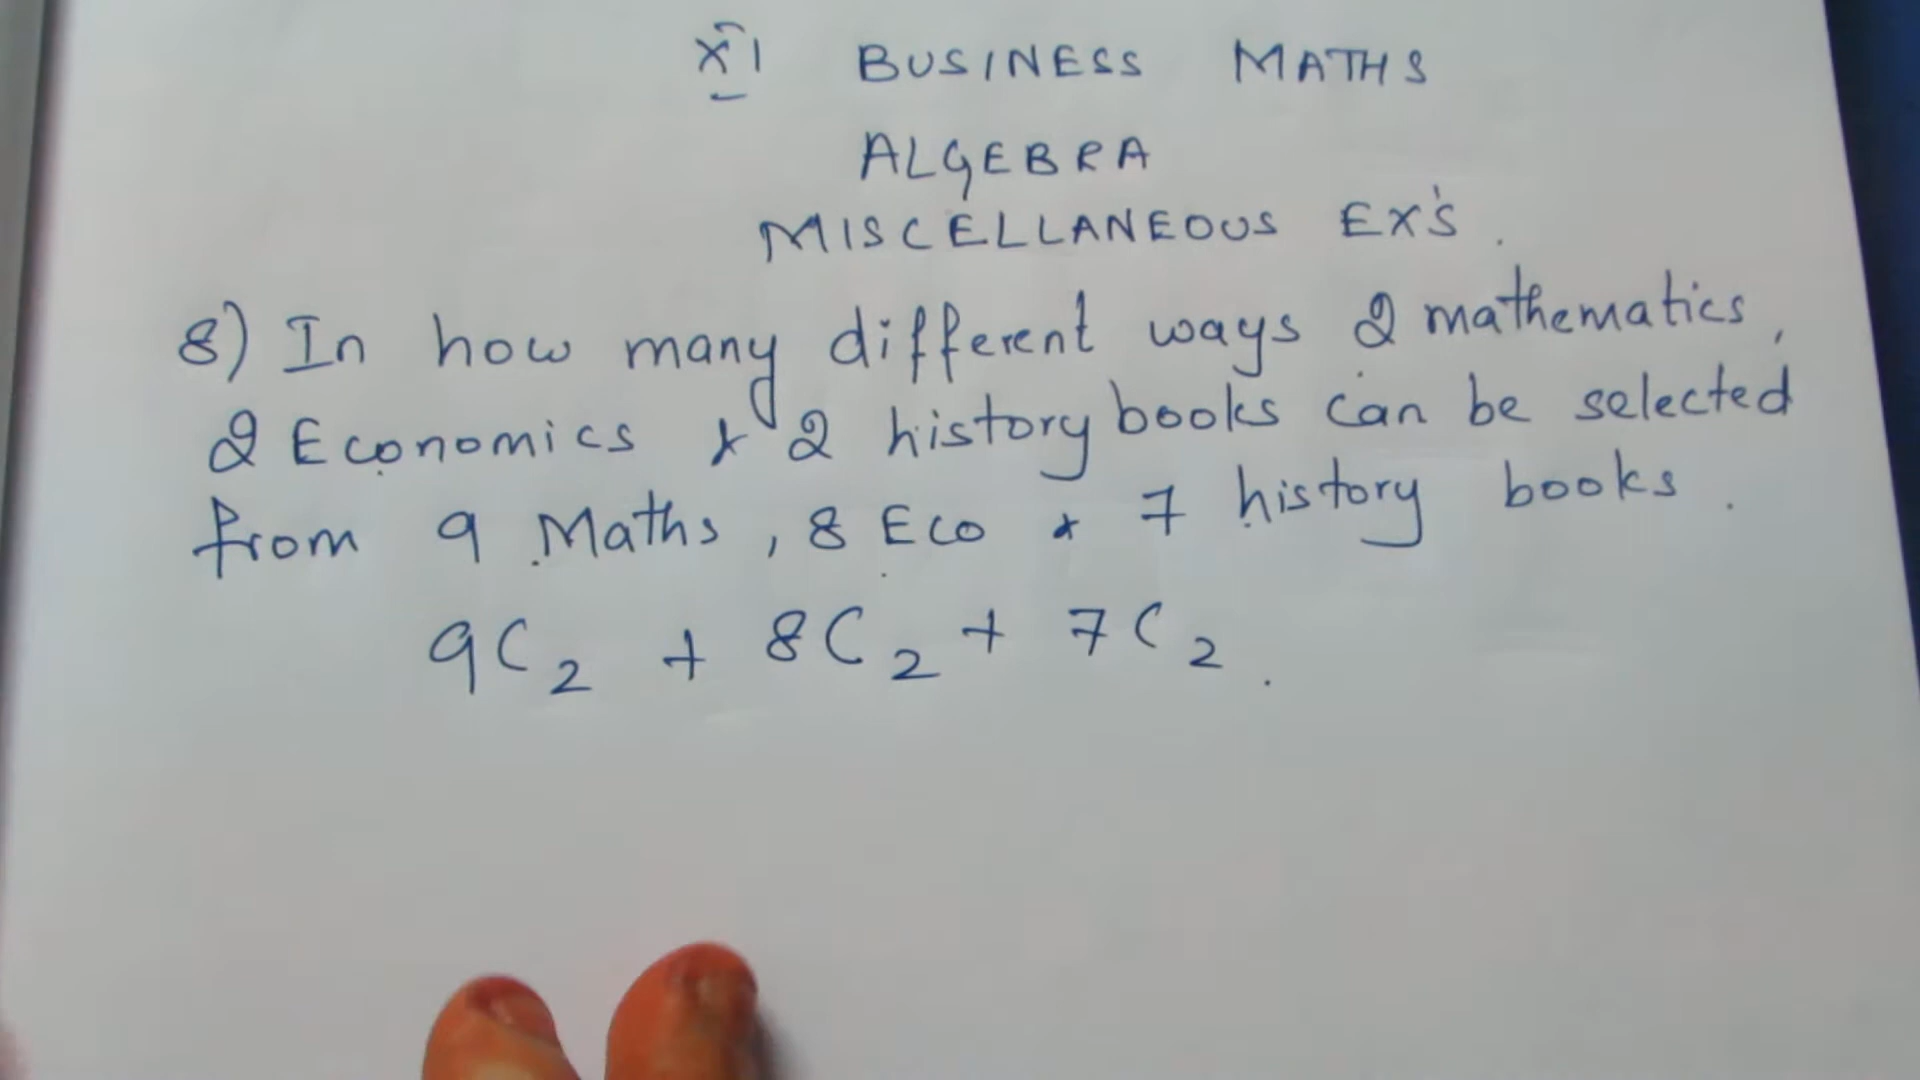 XI BUSINESS MATHS
ALGEBRA
MISCELLANEOUS EX'S.
8) In how many different ways 2 mathematics,
2 Economics & 2 history books can be selected
from 9 Maths, 8 Eco & 7 history books.
9C2 + 8C2 + 7C2.